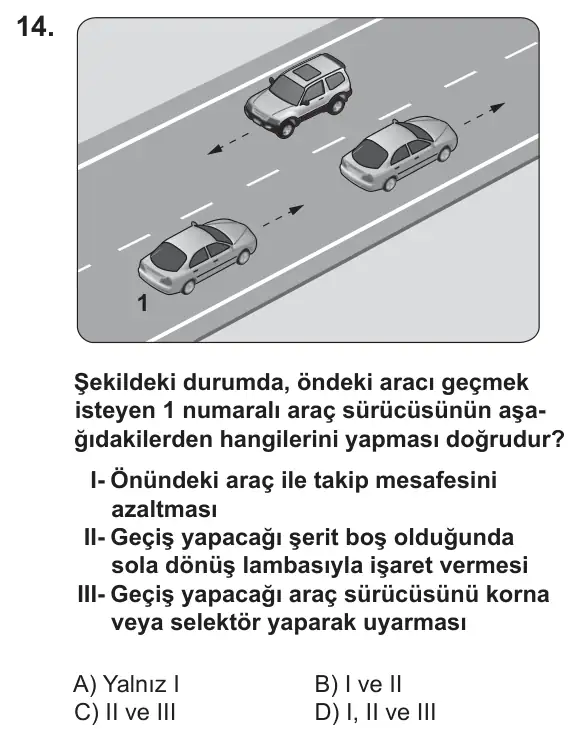 14.
1
Şekildeki durumda, öndeki aracı geçmek
isteyen 1 numaralı araç sürücüsünün aşa-
ğıdakilerden hangilerini yapması doğrudur?
I- Önündeki araç ile takip mesafesini
azaltması
II- Geçiş yapacağı şerit boş olduğunda
sola dönüş lambasıyla işaret vermesi
III- Geçiş yapacağı araç sürücüsünü korna
veya selektör yaparak uyarması
A) Yalnız I B) I ve II
C) II ve III D) I, II ve III